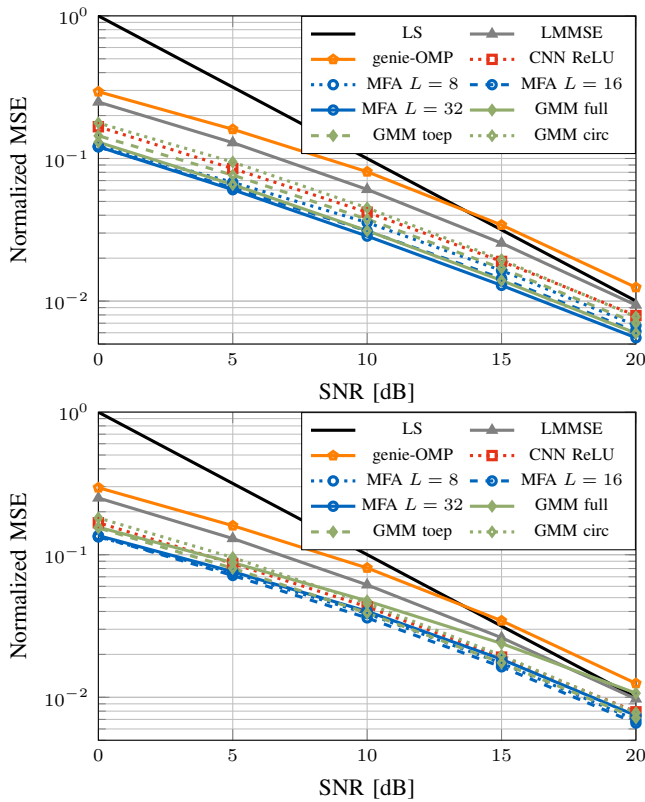 10^0
10^−1
10^−2
Normalized MSE
LS LMMSE
genie-OMP CNN ReLU
MFA L = 8 MFA L = 16
MFA L = 32 GMM full
GMM toep GMM circ
0 5 10 15 20
SNR [dB]
10^0
10^−1
10^−2
Normalized MSE
LS LMMSE
genie-OMP CNN ReLU
MFA L = 8 MFA L = 16
MFA L = 32 GMM full
GMM toep GMM circ
0 5 10 15 20
SNR [dB]